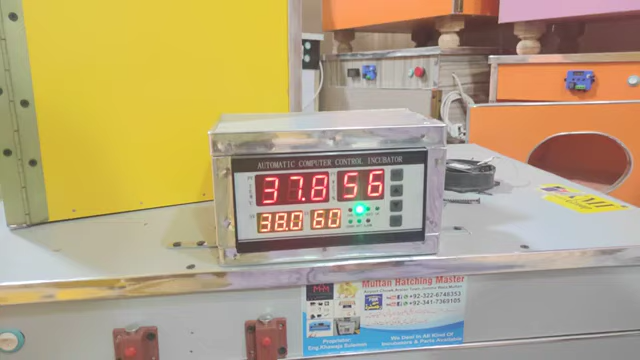 AUTOMATIC COMPUTER CONTROL INCUBATOR
37.8 56
38.0 60
Multan Hatching Master
+92-322-6748353
+92-341-7369105
Proprietor:
Eng.Khawaja Sulaman
We Deal In All Kind Of
Incubators & Parts Available